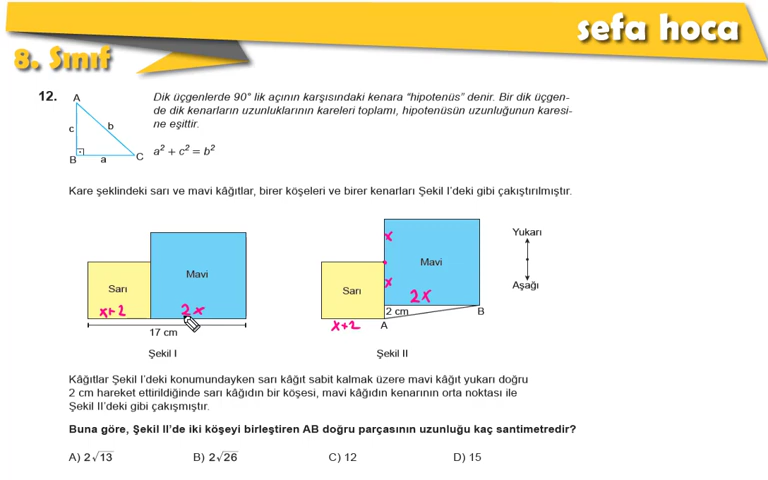 sefa hoca
8. Sınıf
12.
A
c
b
B
a
C
Dik üçgenlerde 90° lik açının karşısındaki kenara "hipotenüs" denir. Bir dik üçgen-
de dik kenarların uzunluklarının kareleri toplamı, hipotenüsün uzunluğunun karesi-
ne eşittir.
a² + c² = b²
Kare şeklindeki sarı ve mavi kâğıtlar, birer köşeleri ve birer kenarları Şekil I'deki gibi çakıştırılmıştır.
Sarı
Mavi
x+2
2x
17 cm
Şekil I
x
Mavi
Sarı
x
2x
2 cm
x+2
A
B
Yukarı
Aşağı
Şekil II
Kâğıtlar Şekil I'deki konumundayken sarı kâğıt sabit kalmak üzere mavi kâğıt yukarı doğru
2 cm hareket ettirildiğinde sarı kâğıdın bir köşesi, mavi kâğıdın kenarının orta noktası ile
Şekil II'deki gibi çakışmıştır.
Buna göre, Şekil II'de iki köşeyi birleştiren AB doğru parçasının uzunluğu kaç santimetredir?
A) 2√13
B) 2√26
C) 12
D) 15